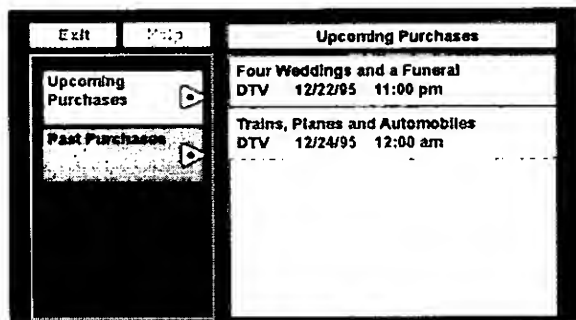 Exit Help Upcoming Purchases
Upcoming
Purchases
Past Purchases
Four Weddings and a Funeral
DTV 12/22/95 11:00 pm
Trains, Planes and Automobiles
DTV 12/24/95 12:00 am